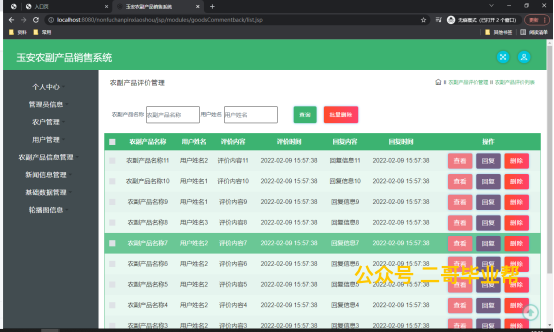 入口页
玉安农副产品销售系统
localhost:8080/nonfuchanpinxiaoshou/jsp/modules/goodsCommentback/list.jsp
无痕模式（已打开 2 个窗口）
更新
资料 常用
其他书签 阅读清单
玉安农副产品销售系统
个人中心
管理员信息
农户管理
用户管理
农副产品信息管理
新闻信息管理
基础数据管理
轮播图信息
农副产品评价管理
农副产品评价管理 农副产品评价列表
农副产品名称 农副产品名称 用户姓名 用户姓名 查询 批量删除
农副产品名称 用户姓名 评价内容 评价时间 回复内容 回复时间 操作
农副产品名称11 用户姓名2 评价内容11 2022-02-09 15:57:38 回复信息11 2022-02-09 15:57:38 查看 回复 删除
农副产品名称10 用户姓名1 评价内容10 2022-02-09 15:57:38 回复信息10 2022-02-09 15:57:38 查看 回复 删除
农副产品名称9 用户姓名1 评价内容9 2022-02-09 15:57:38 回复信息9 2022-02-09 15:57:38 查看 回复 删除
农副产品名称8 用户姓名3 评价内容8 2022-02-09 15:57:38 回复信息8 2022-02-09 15:57:38 查看 回复 删除
农副产品名称7 用户姓名2 评价内容7 2022-02-09 15:57:38 回复信息7 2022-02-09 15:57:38 查看 回复 删除
农副产品名称6 用户姓名2 评价内容6 2022-02-09 15:57:38 回复信息6 查看 回复 删除
公众号 二哥毕业帮
农副产品名称5 用户姓名2 评价内容5 2022-02-09 15:57:38 回复信息5 2022-02-09 15:57:38 查看 回复 删除
农副产品名称4 用户姓名2 评价内容4 2022-02-09 15:57:38 回复信息4 2022-02-09 15:57:38 查看 回复 删除
农副产品名称3 用户姓名1 评价内容3 2022-02-09 15:57:38 回复信息3 2022-02-09 15:57:38 查看 回复 删除